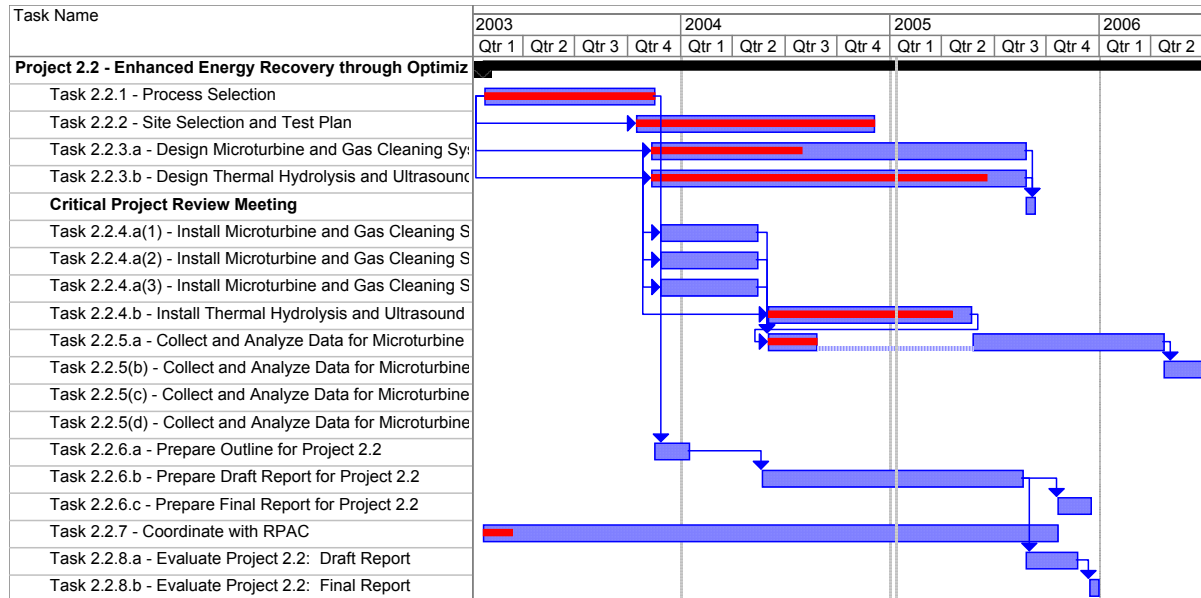 Task Name
2003 2004 2005 2006
Qtr 1 Qtr 2 Qtr 3 Qtr 4 Qtr 1 Qtr 2 Qtr 3 Qtr 4 Qtr 1 Qtr 2 Qtr 3 Qtr 4 Qtr 1 Qtr 2
Project 2.2 - Enhanced Energy Recovery through Optimiz
Task 2.2.1 - Process Selection
Task 2.2.2 - Site Selection and Test Plan
Task 2.2.3.a - Design Microturbine and Gas Cleaning Sy
Task 2.2.3.b - Design Thermal Hydrolysis and Ultrasound
Critical Project Review Meeting
Task 2.2.4.a(1) - Install Microturbine and Gas Cleaning S
Task 2.2.4.a(2) - Install Microturbine and Gas Cleaning S
Task 2.2.4.a(3) - Install Microturbine and Gas Cleaning S
Task 2.2.4.b - Install Thermal Hydrolysis and Ultrasound
Task 2.2.5.a - Collect and Analyze Data for Microturbine
Task 2.2.5(b) - Collect and Analyze Data for Microturbine
Task 2.2.5(c) - Collect and Analyze Data for Microturbine
Task 2.2.5(d) - Collect and Analyze Data for Microturbine
Task 2.2.6.a - Prepare Outline for Project 2.2
Task 2.2.6.b - Prepare Draft Report for Project 2.2
Task 2.2.6.c - Prepare Final Report for Project 2.2
Task 2.2.7 - Coordinate with RPAC
Task 2.2.8.a - Evaluate Project 2.2: Draft Report
Task 2.2.8.b - Evaluate Project 2.2: Final Report